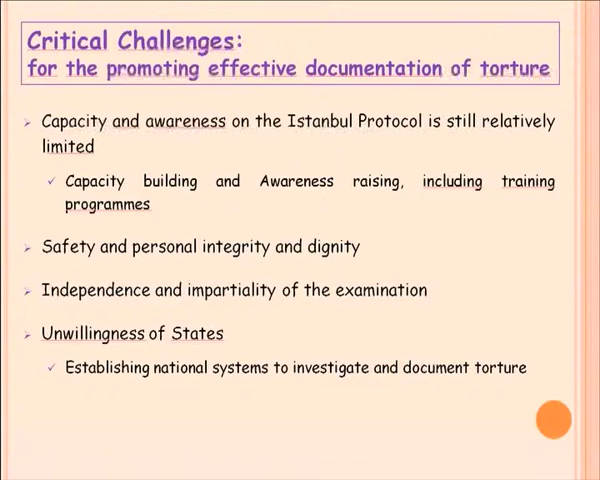 Critical Challenges:
for the promoting effective documentation of torture
Capacity and awareness on the Istanbul Protocol is still relatively
limited
Capacity building and Awareness raising, including training
programmes
Safety and personal integrity and dignity
Independence and impartiality of the examination
Unwillingness of States
Establishing national systems to investigate and document torture